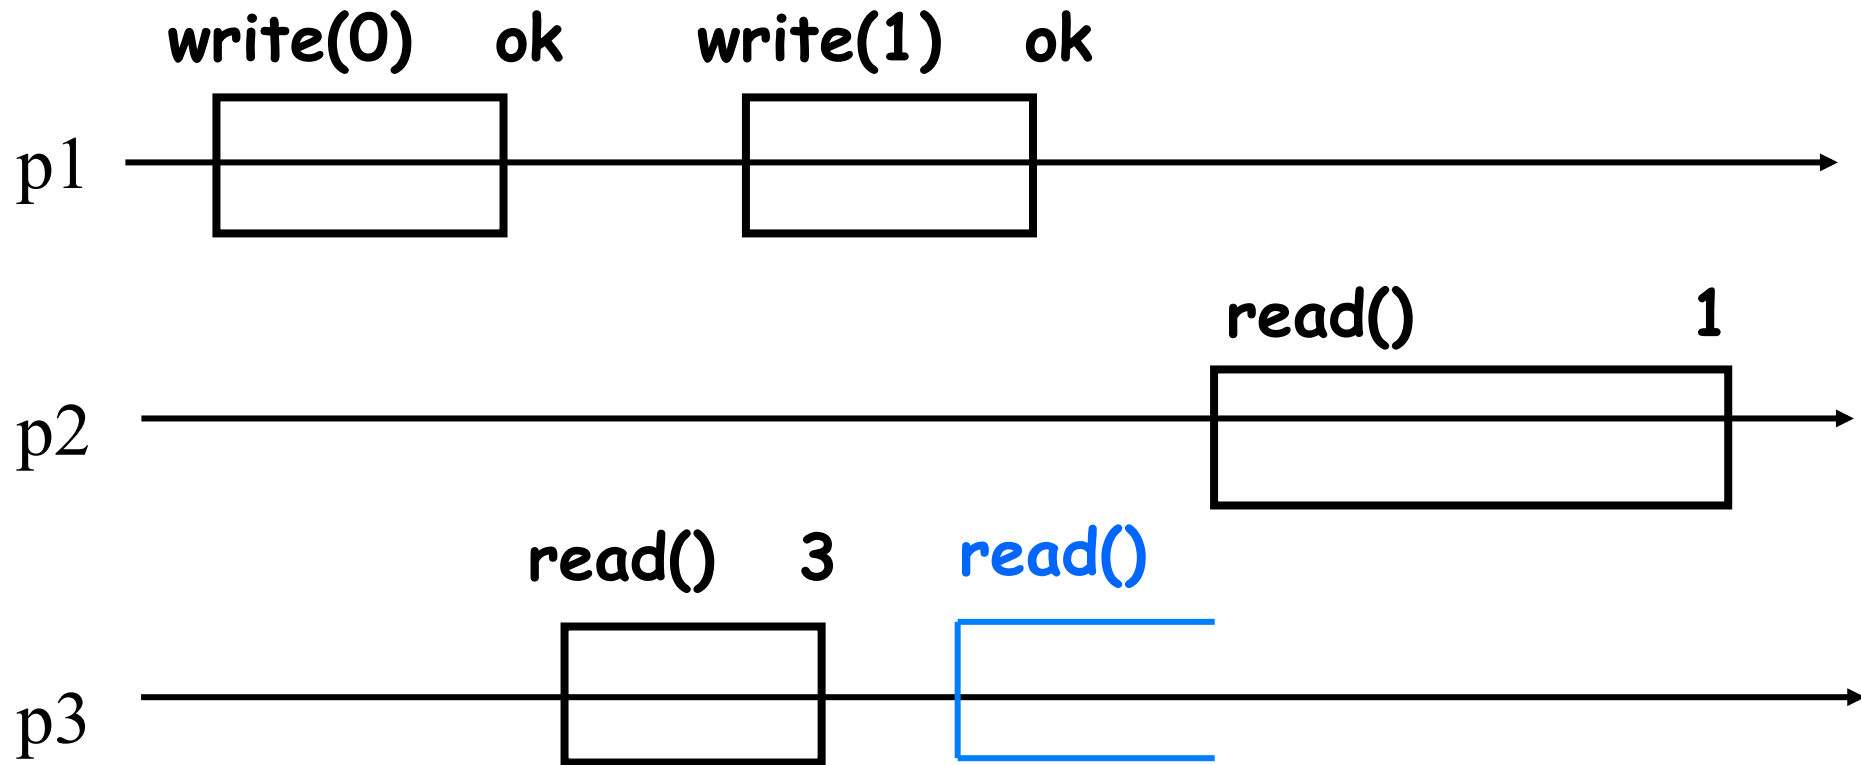 write(0) ok write(1) ok
p1
read() 1
p2
read() 3 read()
p3